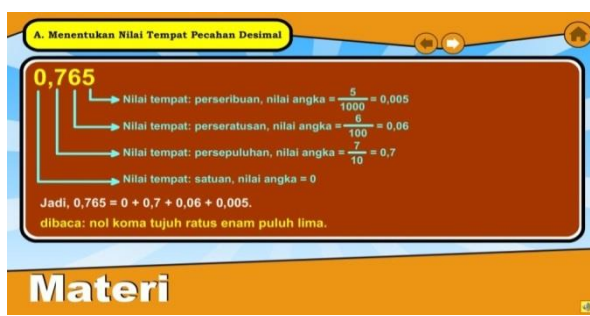 A. Menentukan Nilai Tempat Pecahan Desimal
0,765
Nilai tempat: perseribuan, nilai angka = 5/1000 = 0,005
Nilai tempat: perseratusan, nilai angka = 6/100 = 0,06
Nilai tempat: persepuluhan, nilai angka = 7/10 = 0,7
Nilai tempat: satuan, nilai angka = 0
Jadi, 0,765 = 0 + 0,7 + 0,06 + 0,005.
dibaca: nol koma tujuh ratus enam puluh lima.
Materi